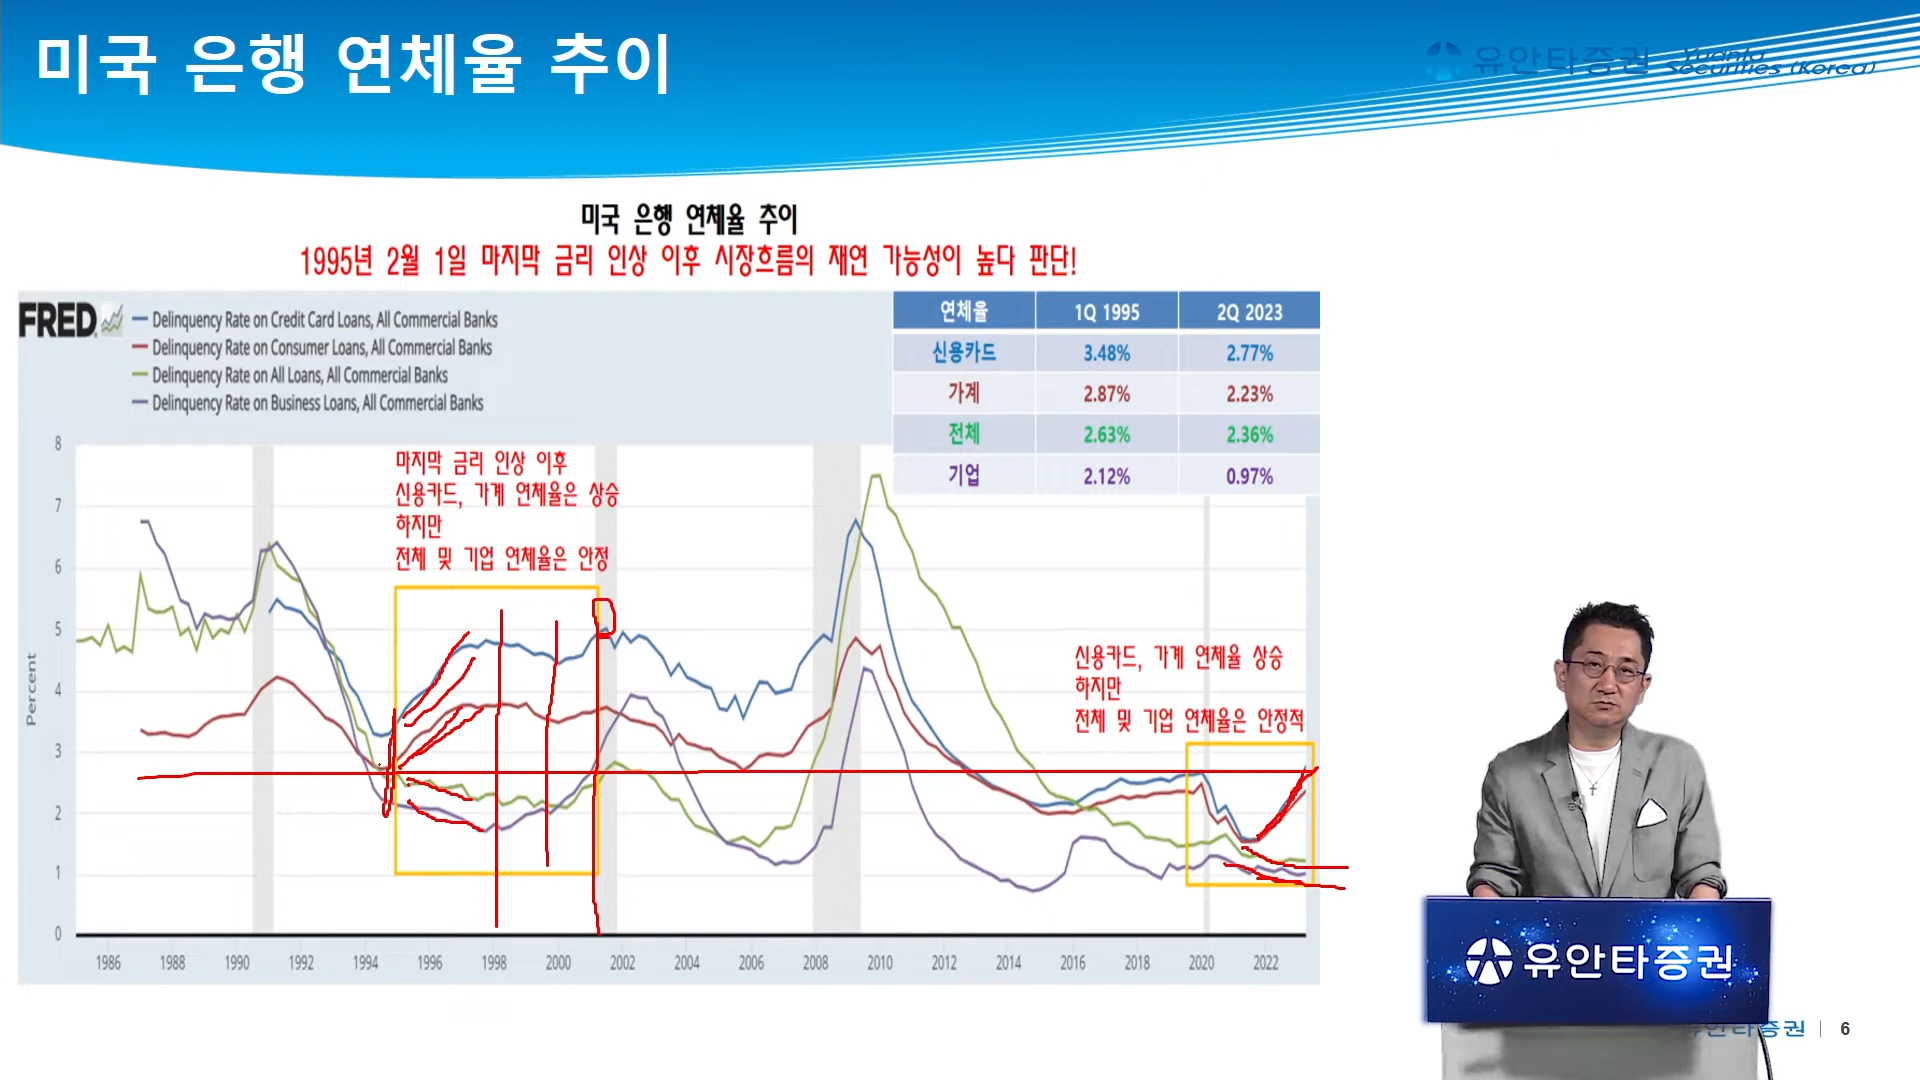 미국 은행 연체율 추이
유안타증권 Yuanta Securities (Korea)
미국 은행 연체율 추이
1995년 2월 1일 마지막 금리 인상 이후 시장흐름의 재연 가능성이 높다 판단!
FRED
Delinquency Rate on Credit Card Loans, All Commercial Banks
Delinquency Rate on Consumer Loans, All Commercial Banks
Delinquency Rate on All Loans, All Commercial Banks
Delinquency Rate on Business Loans, All Commercial Banks
연체율 1Q 1995 2Q 2023
신용카드 3.48% 2.77%
가계 2.87% 2.23%
전체 2.63% 2.36%
기업 2.12% 0.97%
마지막 금리 인상 이후
신용카드, 가계 연체율은 상승
하지만
전체 및 기업 연체율은 안정
신용카드, 가계 연체율 상승
하지만
전체 및 기업 연체율은 안정적
Percent
8
7
6
5
4
3
2
1
0
1986 1988 1990 1992 1994 1996 1998 2000 2002 2004 2006 2008 2010 2012 2014 2016 2018 2020 2022
유안타증권
유안타증권 | 6